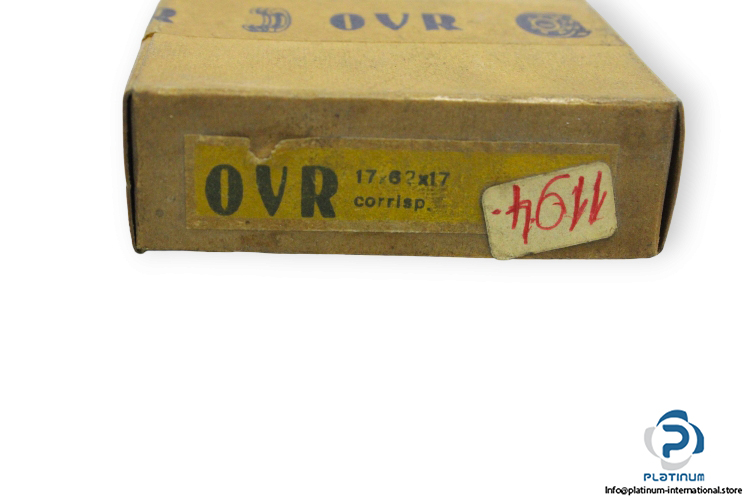 R OVR
OVR 17x62x17
corrisp.
1194.
PLATINUM
Info@platinum-international.store